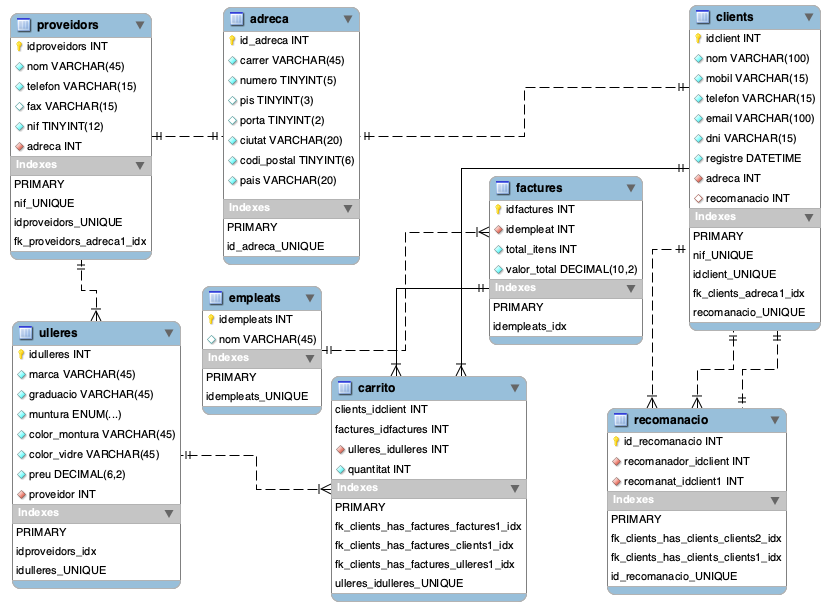 proveidors
idproveidors INT
nom VARCHAR(45)
telefon VARCHAR(15)
fax VARCHAR(15)
nif TINYINT(12)
adreca INT
Indexes
PRIMARY
nif_UNIQUE
idproveidors_UNIQUE
fk_proveidors_adreca1_idx
adreca
id_adreca INT
carrer VARCHAR(45)
numero TINYINT(5)
pis TINYINT(3)
porta TINYINT(2)
ciutat VARCHAR(20)
codi_postal TINYINT(6)
pais VARCHAR(20)
Indexes
PRIMARY
id_adreca_UNIQUE
clients
idclient INT
nom VARCHAR(100)
mobil VARCHAR(15)
telefon VARCHAR(15)
email VARCHAR(100)
dni VARCHAR(15)
registre DATETIME
adreca INT
recomanacio INT
Indexes
PRIMARY
nif_UNIQUE
idclient_UNIQUE
fk_clients_adreca1_idx
recomanacio_UNIQUE
factures
idfactures INT
idempleat INT
total_itens INT
valor_total DECIMAL(10,2)
Indexes
PRIMARY
idempleats_idx
empleats
idempleats INT
nom VARCHAR(45)
Indexes
PRIMARY
idempleats_UNIQUE
ulleres
idulleres INT
marca VARCHAR(45)
graduacio VARCHAR(45)
muntura ENUM(...)
color_montura VARCHAR(45)
color_vidre VARCHAR(45)
preu DECIMAL(6,2)
proveidor INT
Indexes
PRIMARY
idproveidors_idx
idulleres_UNIQUE
carrito
clients_idclient INT
factures_idfactures INT
ulleres_idulleres INT
quantitat INT
Indexes
PRIMARY
fk_clients_has_factures_factures1_idx
fk_clients_has_factures_clients1_idx
fk_clients_has_factures_ulleres1_idx
ulleres_idulleres_UNIQUE
recomanacio
id_recomanacio INT
recomanador_idclient INT
recomanat_idclient1 INT
Indexes
PRIMARY
fk_clients_has_clients_clients2_idx
fk_clients_has_clients_clients1_idx
id_recomanacio_UNIQUE